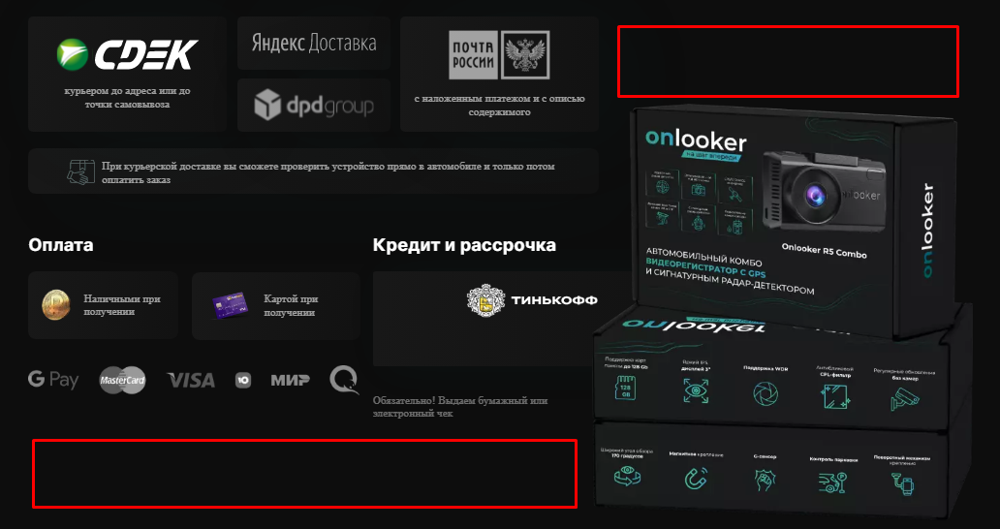 CDEK
курьером до адреса или до
точки самовывоза
Яндекс Доставка
dpdgroup
ПОЧТА
РОССИИ
с наложенным платежом и с описью
содержимого
При курьерской доставке вы сможете проверить устройство прямо в автомобиле и только потом
оплатить заказ
Оплата
Наличными при
получении
Картой при
получении
G Pay
MasterCard
VISA
Ю
МИР
Кредит и рассрочка
ТИНЬКОФФ
Обязательно! Выдаем бумажный или
электронный чек
onlooker
на шаг впереди
Onlooker R5 Combo
АВТОМОБИЛЬНЫЙ КОМБО
ВИДЕОРЕГИСТРАТОР С GPS
И СИГНАТУРНЫМ РАДАР-ДЕТЕКТОРОМ
onlooker
onlooker
Поддержка карт
памяти до 128 Gb
128
GB
Яркий IPS
дисплей 3"
Поддержка WDR
Антибликовый
CPL-фильтр
Регулярные обновления
баз камер
Широкий угол обзора
170 градусов
Магнитное крепление
G-сенсор
Контроль парковки
Поворотный механизм
крепления